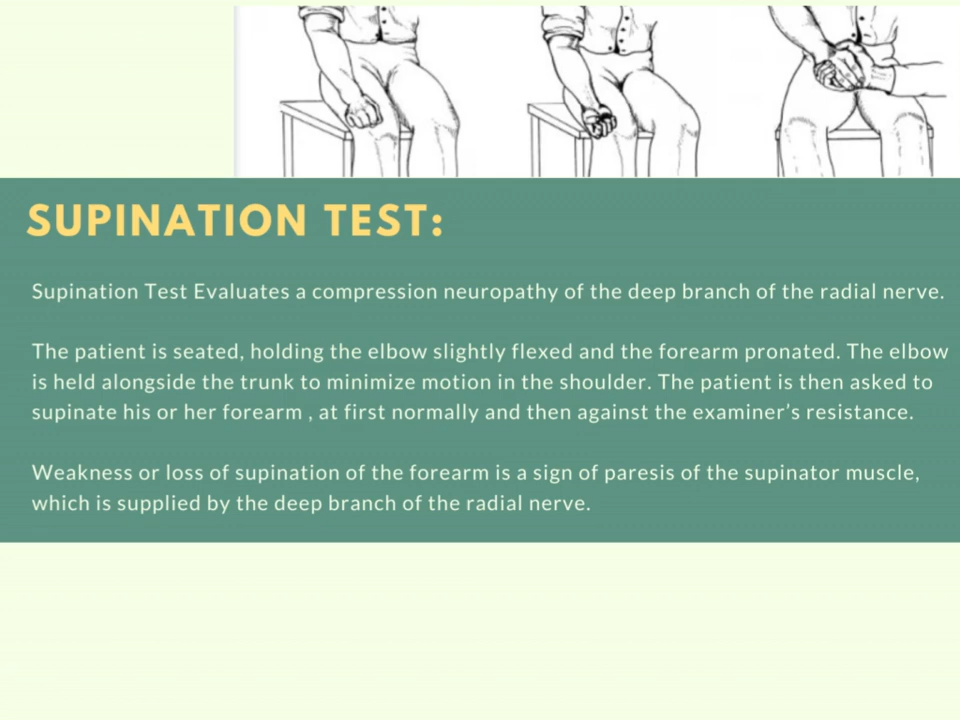 SUPINATION TEST:
Supination Test Evaluates a compression neuropathy of the deep branch of the radial nerve.
The patient is seated, holding the elbow slightly flexed and the forearm pronated. The elbow
is held alongside the trunk to minimize motion in the shoulder. The patient is then asked to
supinate his or her forearm , at first normally and then against the examiner's resistance.
Weakness or loss of supination of the forearm is a sign of paresis of the supinator muscle,
which is supplied by the deep branch of the radial nerve.